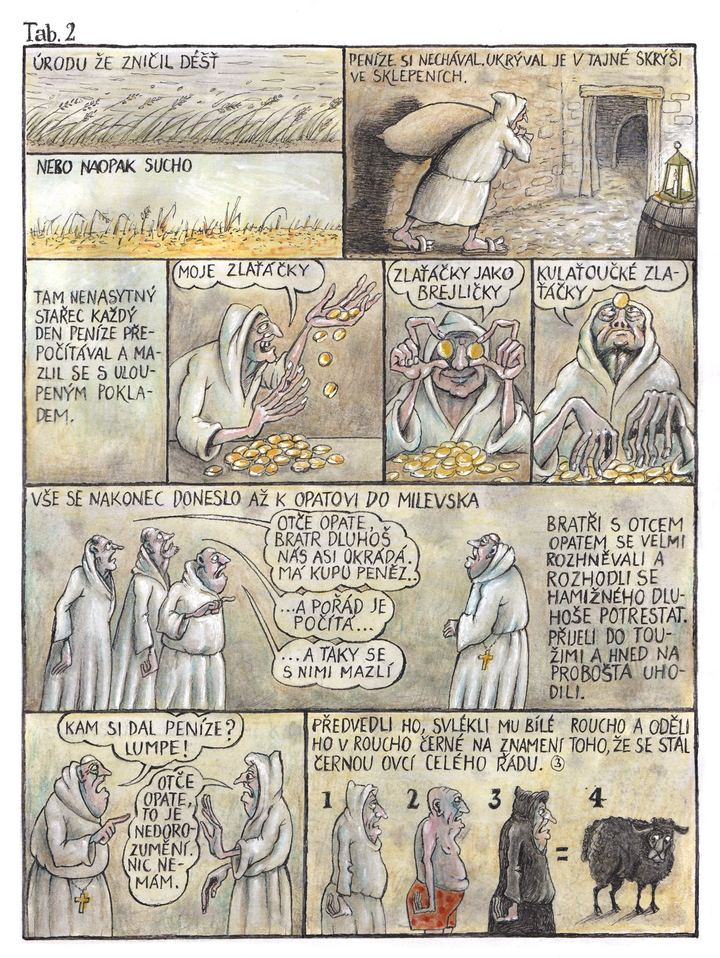 Tab. 2
ÚRODU ŽE ZNIČIL DÉŠŤ
PENÍZE SI NECHÁVAL. UKRÝVAL JE V TAJNÉ SKRÝŠI
VE SKLEPENÍCH.
NEBO NAOPAK SUCHO
TAM NENASYTNÝ
STAŘEC KAŽDÝ
DEN PENÍZE PŘE-
POČÍTÁVAL A MA-
ZLIL SE S ULOU-
PENÝM POKLA-
DEM.
MOJE ZLAŤÁČKY
ZLAŤÁČKY JAKO
BREJLIČKY
KULAŤOUČKÉ ZLA-
ŤÁČKY
VŠE SE NAKONEC DONESLO AŽ K OPATOVI DO MILEVSKA
OTČE OPATE,
BRATR DLUHOŠ
NÁS ASI OKRÁDÁ.
MÁ KUPU PENĚZ..
...A POŘÁD JE
POČÍTÁ...
...A TAKY SE
S NIMI MAZLÍ
BRATŘI S OTCEM
OPATEM SE VELMI
ROZHNĚVALI A
ROZHODLI SE
HAMIŽNÉHO DLU-
HOŠE POTRESTAT.
PŘIJELI DO TOU-
ŽIMI A HNED NA
PROBOŠTA UHO-
DILI.
KAM SI DAL PENÍZE?
LUMPE!
OTČE
OPATE,
TO JE
NEDORO-
ZUMĚNÍ.
NIC NE-
MÁM.
PŘEDVEDLI HO, SVLÉKLI MU BÍLÉ ROUCHO A ODĚLI
HO V ROUCHO ČERNÉ NA ZNAMENÍ TOHO, ŽE SE STAL
ČERNOU OVCÍ CELÉHO ŘÁDU. ③
1 2 3 = 4